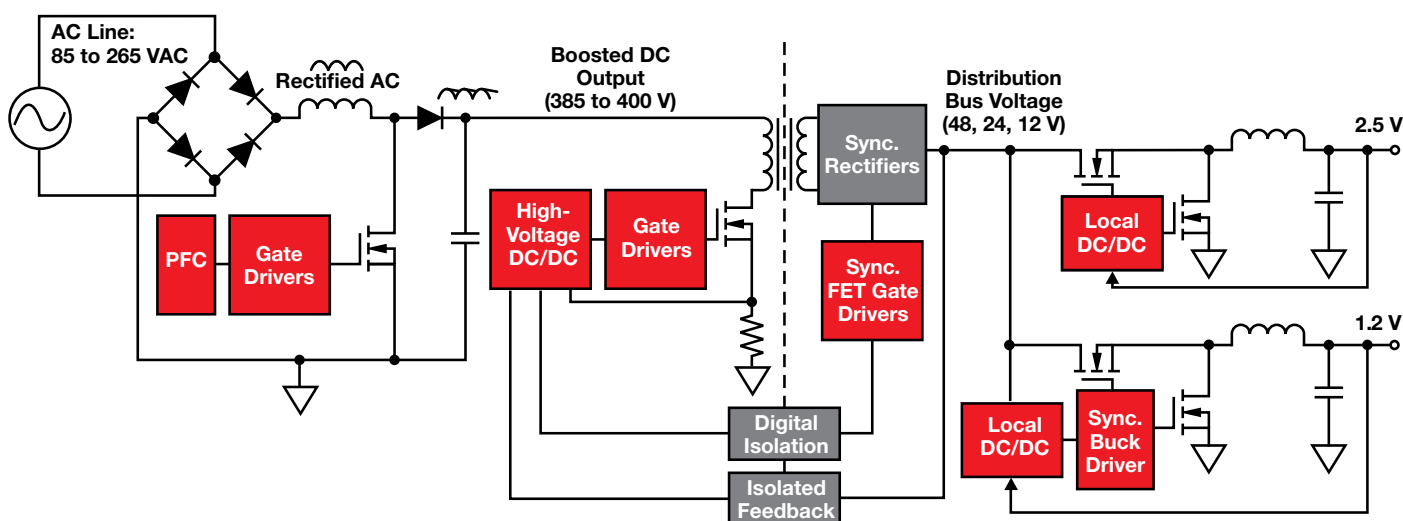 AC Line:
85 to 265 VAC
Rectified AC
Boosted DC
Output
(385 to 400 V)
Distribution
Bus Voltage
(48, 24, 12 V)
2.5 V
Sync.
Rectifiers
PFC
Gate
Drivers
High-
Voltage
DC/DC
Gate
Drivers
Sync.
FET Gate
Drivers
Local
DC/DC
1.2 V
Digital
Isolation
Isolated
Feedback
Local
DC/DC
Sync.
Buck
Driver